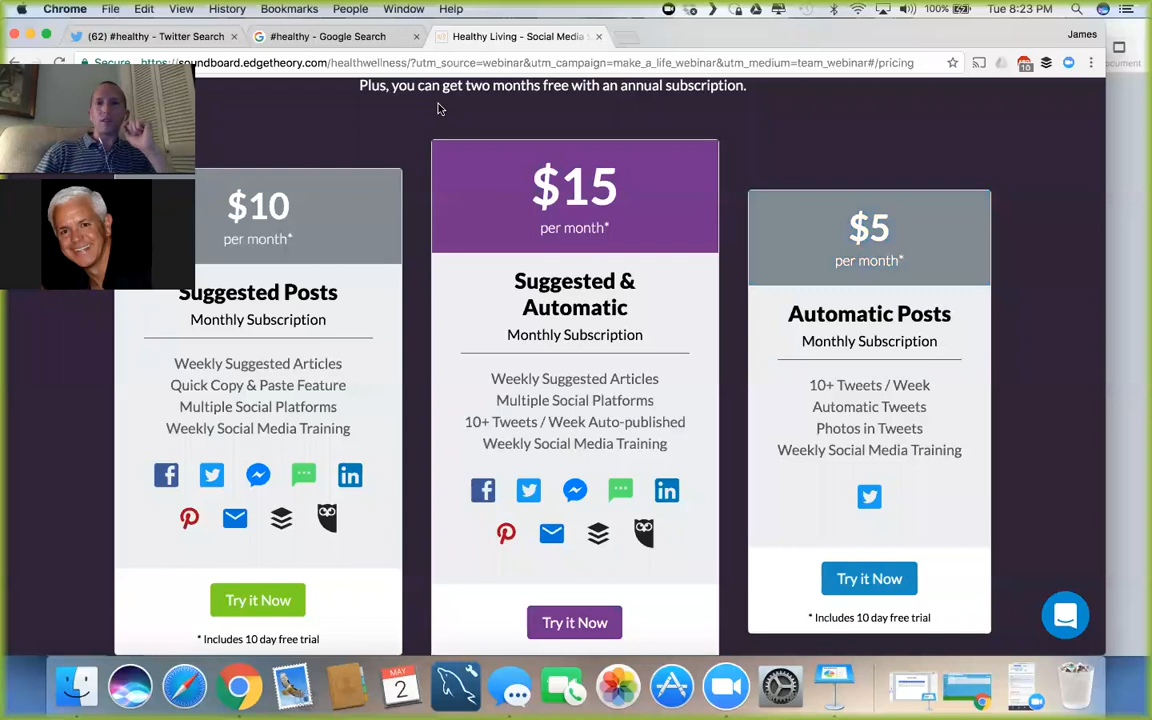 Chrome File Edit View History Bookmarks People Window Help 100% Tue 8:23 PM
(62) #healthy - Twitter Search
#healthy - Google Search
Healthy Living - Social Media
James
Secure https://soundboard.edgetheory.com/healthwellness/?utm_source=webinar&utm_campaign=make_a_life_webinar&utm_medium=team_webinar#/pricing
10
Plus, you can get two months free with an annual subscription.
$10
per month*
Suggested Posts
Monthly Subscription
Weekly Suggested Articles
Quick Copy & Paste Feature
Multiple Social Platforms
Weekly Social Media Training
Try it Now
* Includes 10 day free trial
$15
per month*
Suggested &
Automatic
Monthly Subscription
Weekly Suggested Articles
Multiple Social Platforms
10+ Tweets / Week Auto-published
Weekly Social Media Training
Try it Now
$5
per month*
Automatic Posts
Monthly Subscription
10+ Tweets / Week
Automatic Tweets
Photos in Tweets
Weekly Social Media Training
Try it Now
* Includes 10 day free trial
MAY
2